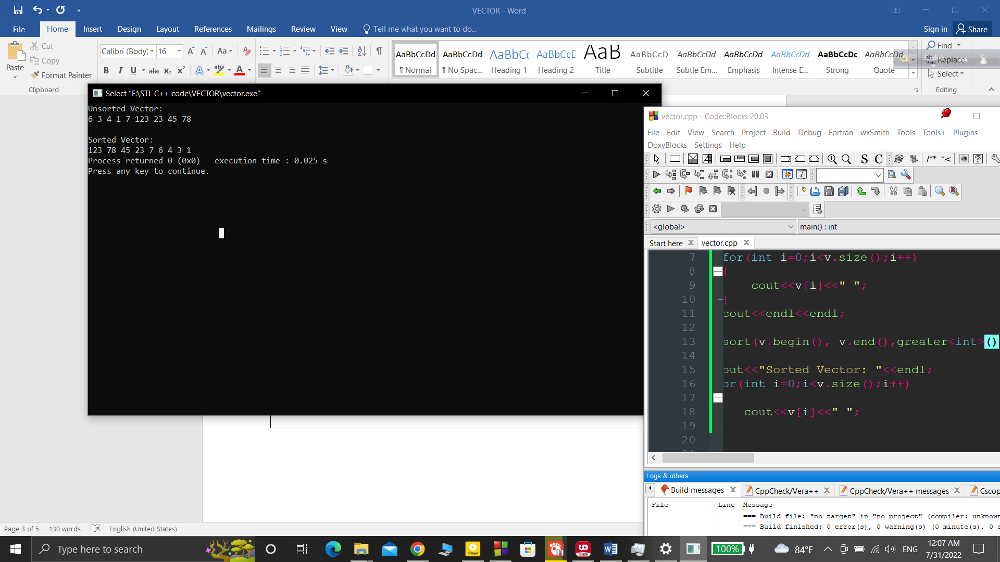 VECTOR - Word
File Home Insert Design Layout References Mailings Review View Tell me what you want to do... Sign in Share
Paste
Cut
Copy
Format Painter
Clipboard
Calibri (Body) 16
Aa
B I U abc x₂ x² A ab A
AaBbCcDd AaBbCcDd AaBbCc AaBbCcD AaB AaBbCcD AaBbCcDd AaBbCcDd AaBbCcDd AaBbCcDc AaBbCcDd
¶ Normal ¶ No Spac... Heading 1 Heading 2 Title Subtitle Subtle Em... Emphasis Intense E... Strong Quote
Find
Replace
Select
Editing
Select "F:\STL C++ code\VECTOR\vector.exe"
Unsorted Vector:
6 3 4 1 7 123 23 45 78
Sorted Vector:
123 78 45 23 7 6 4 3 1
Process returned 0 (0x0)   execution time : 0.025 s
Press any key to continue.
vector.cpp - Code::Blocks 20.03
File Edit View Search Project Build Debug Fortran wxSmith Tools Tools+ Plugins
DoxyBlocks Settings Help
S C /** *<
<global> main() : int
Start here vector.cpp
7 for(int i=0;i<v.size();i++)
8 {
9 cout<<v[i]<<" ";
10 }
11 cout<<endl<<endl;
12
13 sort(v.begin(), v.end(),greater<int>()
14
15 out<<"Sorted Vector: "<<endl;
16 or(int i=0;i<v.size();i++)
17
18 cout<<v[i]<<" ";
19
20
Logs & others
Build messages CppCheck/Vera++ CppCheck/Vera++ messages Cscop
File Line Message
=== Build file: "no target" in "no project" (compiler: unknown
=== Build finished: 0 error(s), 0 warning(s) (0 minute(s), 0 s
Page 3 of 5 130 words English (United States)
Type here to search
100% 84°F ENG
12:07 AM
7/31/2022